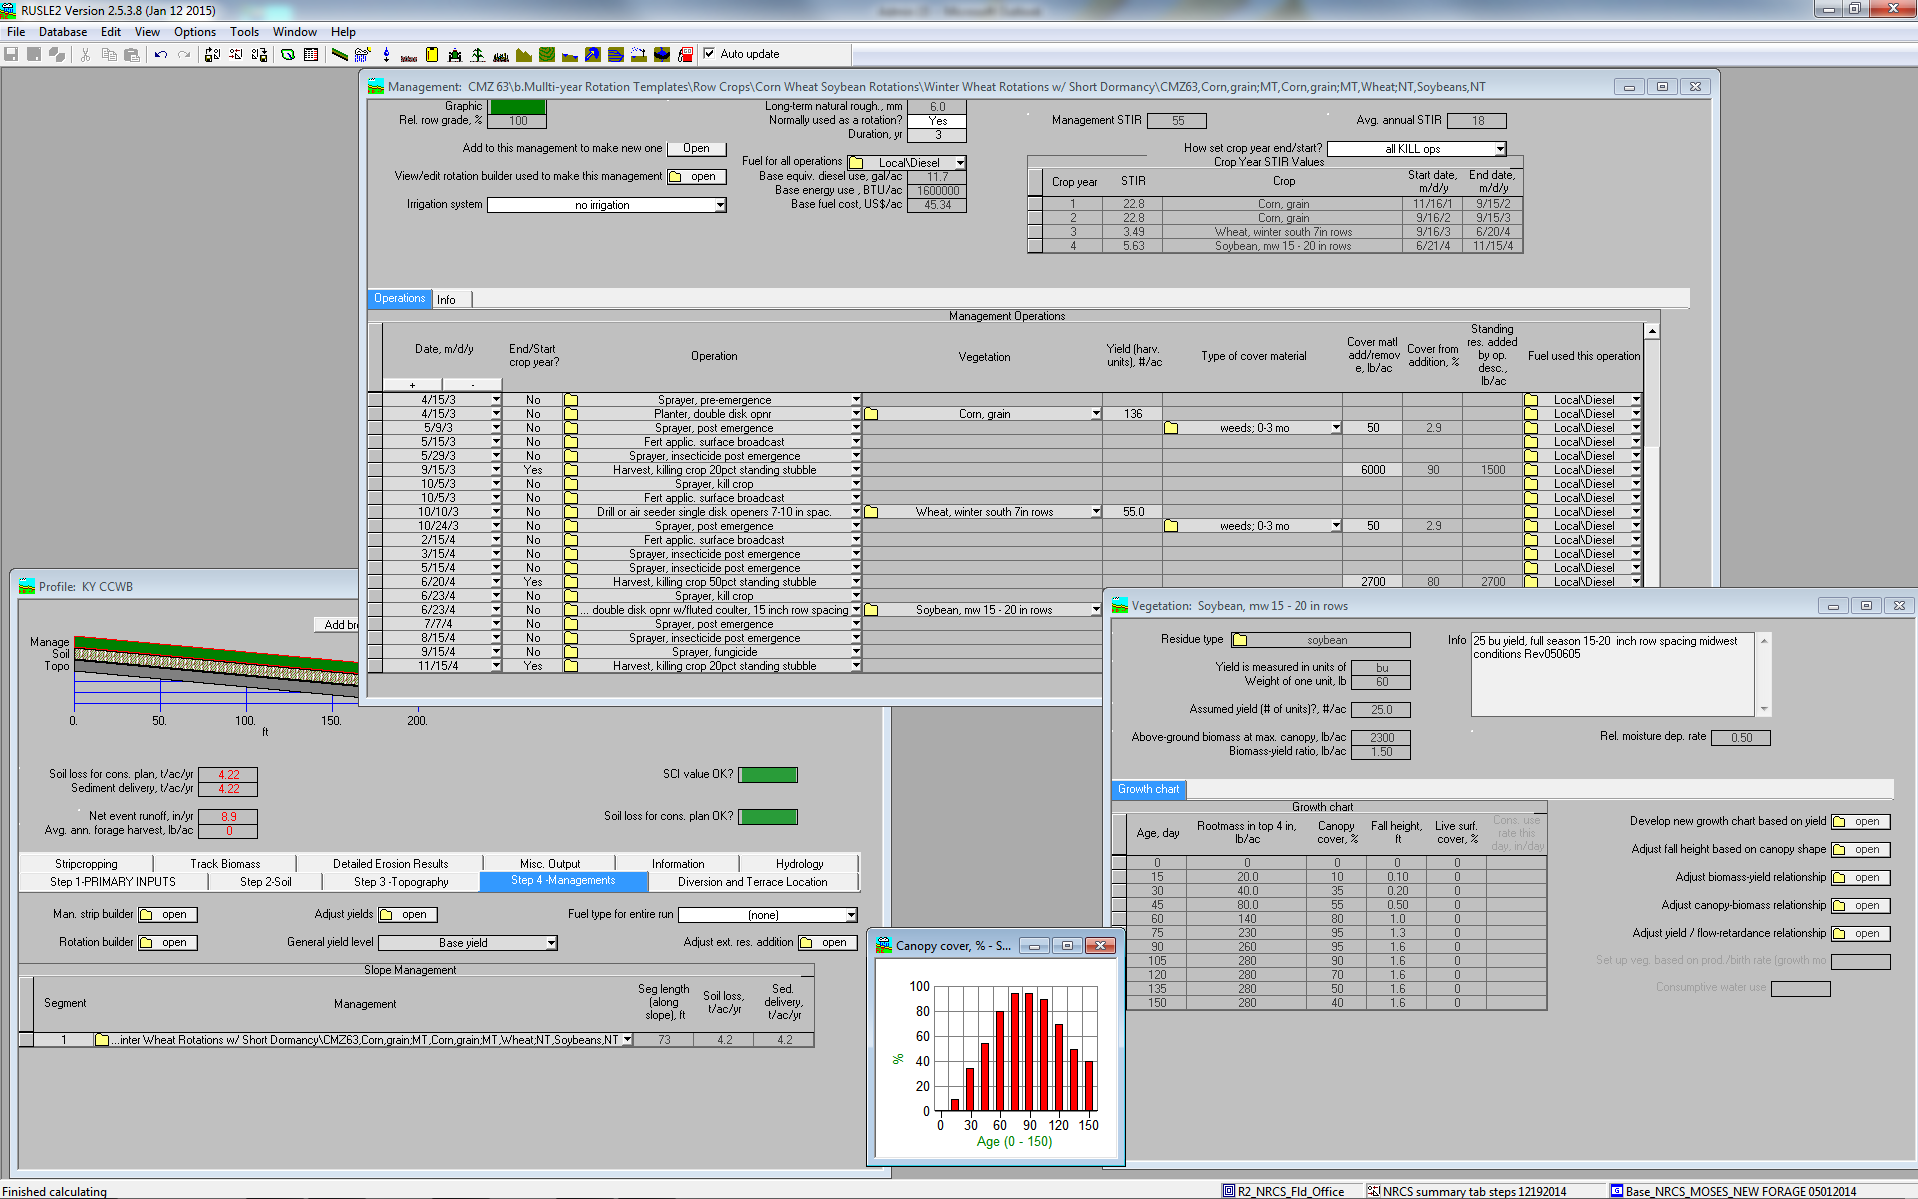 RUSLE2 Version 2.5.3.8 (Jan 12 2015)
File Database Edit View Options Tools Window Help
Auto update
Management: CMZ 63\b.Mullti-year Rotation Templates\Row Crops\Corn Wheat Soybean Rotations\Winter Wheat Rotations w/ Short Dormancy\CMZ63,Corn,grain;MT,Corn,grain;MT,Wheat;NT,Soybeans,NT
Graphic
Rel. row grade, % 100
Add to this management to make new one Open
View/edit rotation builder used to make this management open
Irrigation system no irrigation
Long-term natural rough., mm 6.0
Normally used as a rotation? Yes
Duration, yr 3
Fuel for all operations Local\Diesel
Base equiv. diesel use, gal/ac 11.7
Base energy use , BTU/ac 1600000
Base fuel cost, US$/ac 45.34
Management STIR 55
Avg. annual STIR 18
How set crop year end/start? all KILL ops
Crop Year STIR Values
Crop year STIR Crop Start date, m/d/y End date, m/d/y
1 22.8 Corn, grain 11/16/1 9/15/2
2 22.8 Corn, grain 9/16/2 9/15/3
3 3.49 Wheat, winter south 7in rows 9/16/3 6/20/4
4 5.63 Soybean, mw 15 - 20 in rows 6/21/4 11/15/4
Operations Info
Management Operations
Date, m/d/y End/Start crop year? Operation Vegetation Yield (harv. units), #/ac Type of cover material Cover matl add/remov e, lb/ac Cover from addition, % Standing res. added by op. desc., lb/ac Fuel used this operation
+ -
4/15/3 No Sprayer, pre-emergence Local\Diesel
4/15/3 No Planter, double disk opnr Corn, grain 136 Local\Diesel
5/9/3 No Sprayer, post emergence weeds; 0-3 mo 50 2.9 Local\Diesel
5/15/3 No Fert applic. surface broadcast Local\Diesel
5/29/3 No Sprayer, insecticide post emergence Local\Diesel
9/15/3 Yes Harvest, killing crop 20pct standing stubble 6000 90 1500 Local\Diesel
10/5/3 No Sprayer, kill crop Local\Diesel
10/5/3 No Fert applic. surface broadcast Local\Diesel
10/10/3 No Drill or air seeder single disk openers 7-10 in spac. Wheat, winter south 7in rows 55.0 Local\Diesel
10/24/3 No Sprayer, post emergence weeds; 0-3 mo 50 2.9 Local\Diesel
2/15/4 No Fert applic. surface broadcast Local\Diesel
3/15/4 No Sprayer, insecticide post emergence Local\Diesel
5/15/4 No Sprayer, insecticide post emergence Local\Diesel
6/20/4 Yes Harvest, killing crop 50pct standing stubble 2700 80 2700 Local\Diesel
6/23/4 No Sprayer, kill crop
6/23/4 No ... double disk opnr w/fluted coulter, 15 inch row spacing Soybean, mw 15 - 20 in rows
7/7/4 No Sprayer, post emergence
8/15/4 No Sprayer, insecticide post emergence
9/15/4 No Sprayer, fungicide
11/15/4 Yes Harvest, killing crop 20pct standing stubble
Profile: KY CCWB
Add bre
Manage
Soil
Topo
0. 50. 100. 150. 200.
ft
Soil loss for cons. plan, t/ac/yr 4.22
Sediment delivery, t/ac/yr 4.22
Net event runoff, in/yr 8.9
Avg. ann. forage harvest, lb/ac 0
SCI value OK?
Soil loss for cons. plan OK?
Stripcropping Track Biomass Detailed Erosion Results Misc. Output Information Hydrology
Step 1-PRIMARY INPUTS Step 2-Soil Step 3 -Topography Step 4 -Managements Diversion and Terrace Location
Man. strip builder open Adjust yields open Fuel type for entire run (none)
Rotation builder open General yield level Base yield Adjust ext. res. addition open
Slope Management
Segment Management Seg length (along slope), ft Soil loss, t/ac/yr Sed. delivery, t/ac/yr
1 ...inter Wheat Rotations w/ Short Dormancy\CMZ63,Corn,grain;MT,Corn,grain;MT,Wheat;NT,Soybeans,NT 73 4.2 4.2
Canopy cover, % - S...
100
80
60
40
20
0
%
0 30 60 90 120 150
Age (0 - 150)
Vegetation: Soybean, mw 15 - 20 in rows
Residue type soybean
Yield is measured in units of bu
Weight of one unit, lb 60
Assumed yield (# of units)?, #/ac 25.0
Above-ground biomass at max. canopy, lb/ac 2300
Biomass-yield ratio, lb/ac 1.50
Info 25 bu yield, full season 15-20 inch row spacing midwest
conditions Rev050605
Rel. moisture dep. rate 0.50
Growth chart
Growth chart
Age, day Rootmass in top 4 in, lb/ac Canopy cover, % Fall height, ft Live surf. cover, % Cons. use rate this day, in/day
0 0 0 0 0
15 20.0 10 0.10 0
30 40.0 35 0.20 0
45 80.0 55 0.50 0
60 140 80 1.0 0
75 230 95 1.3 0
90 260 95 1.6 0
105 280 90 1.6 0
120 280 70 1.6 0
135 280 50 1.6 0
150 280 40 1.6 0
Develop new growth chart based on yield open
Adjust fall height based on canopy shape open
Adjust biomass-yield relationship open
Adjust canopy-biomass relationship open
Adjust yield / flow-retardance relationship open
Set up veg. based on prod./birth rate (growth mo
Consumptive water use
Finished calculating
R2_NRCS_Fld_Office NRCS summary tab steps 12192014 Base_NRCS_MOSES_NEW FORAGE 05012014